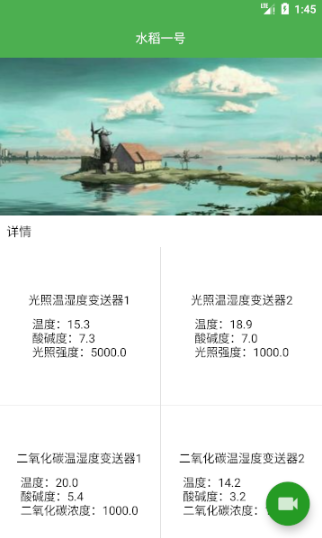 1:45
水稻一号
详情
光照温湿度变送器1
温度：15.3
酸碱度：7.3
光照强度：5000.0
光照温湿度变送器2
温度：18.9
酸碱度：7.0
光照强度：1000.0
二氧化碳温湿度变送器1
温度：20.0
酸碱度：5.4
二氧化碳浓度：1000.0
二氧化碳温湿度变送器2
温度：14.2
酸碱度：3.2
二氧化碳浓度：